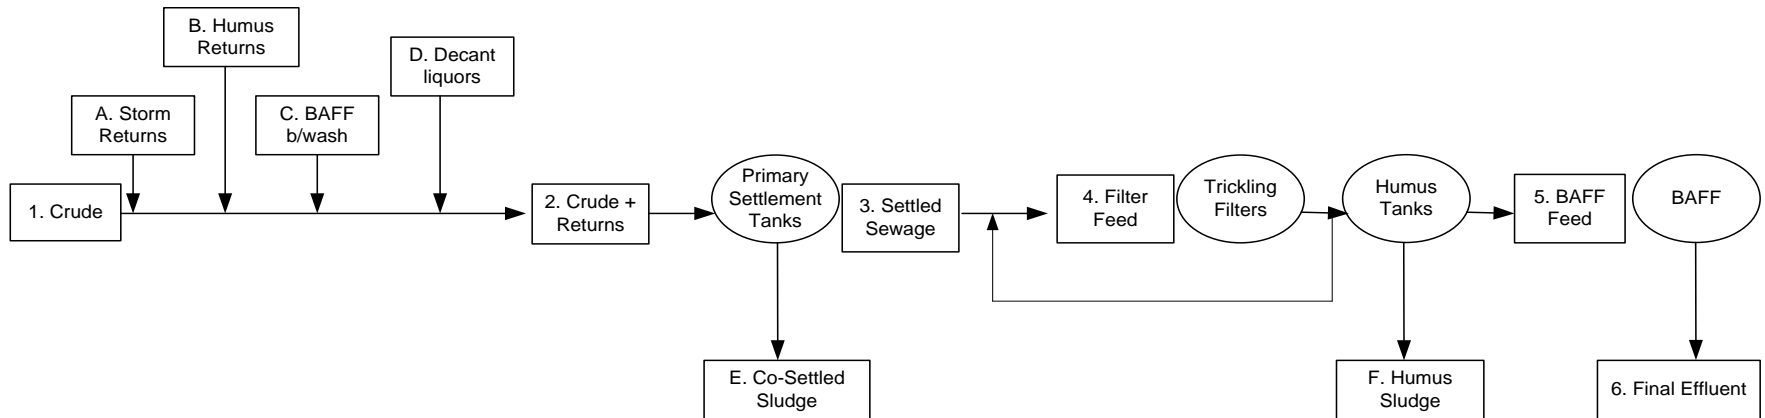 B. Humus
Returns
D. Decant
liquors
A. Storm
Returns
C. BAFF
b/wash
1. Crude
2. Crude +
Returns
Primary
Settlement
Tanks
3. Settled
Sewage
4. Filter
Feed
Trickling
Filters
Humus
Tanks
5. BAFF
Feed
BAFF
E. Co-Settled
Sludge
F. Humus
Sludge
6. Final Effluent